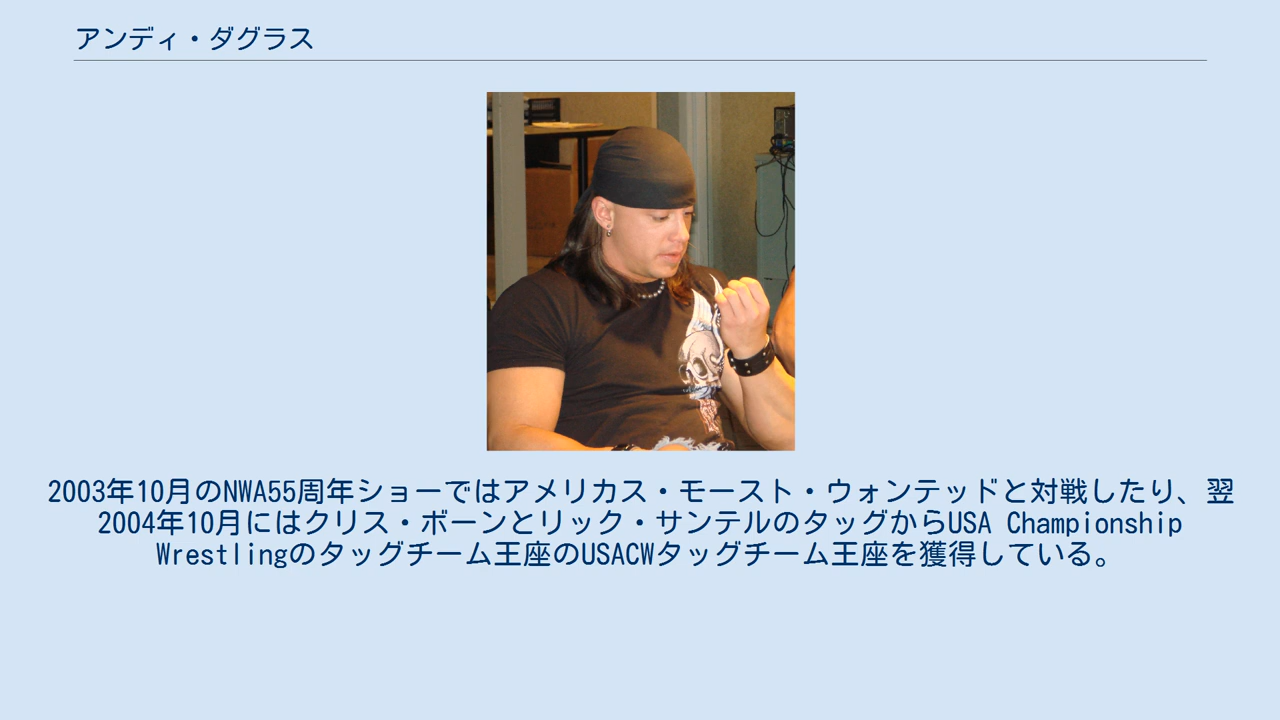 アンディ・ダグラス
2003年10月のNWA55周年ショーではアメリカス・モースト・ウォンテッドと対戦したり、翌
2004年10月にはクリス・ボーンとリック・サンテルのタッグからUSA Championship
Wrestlingのタッグチーム王座のUSACWタッグチーム王座を獲得している。